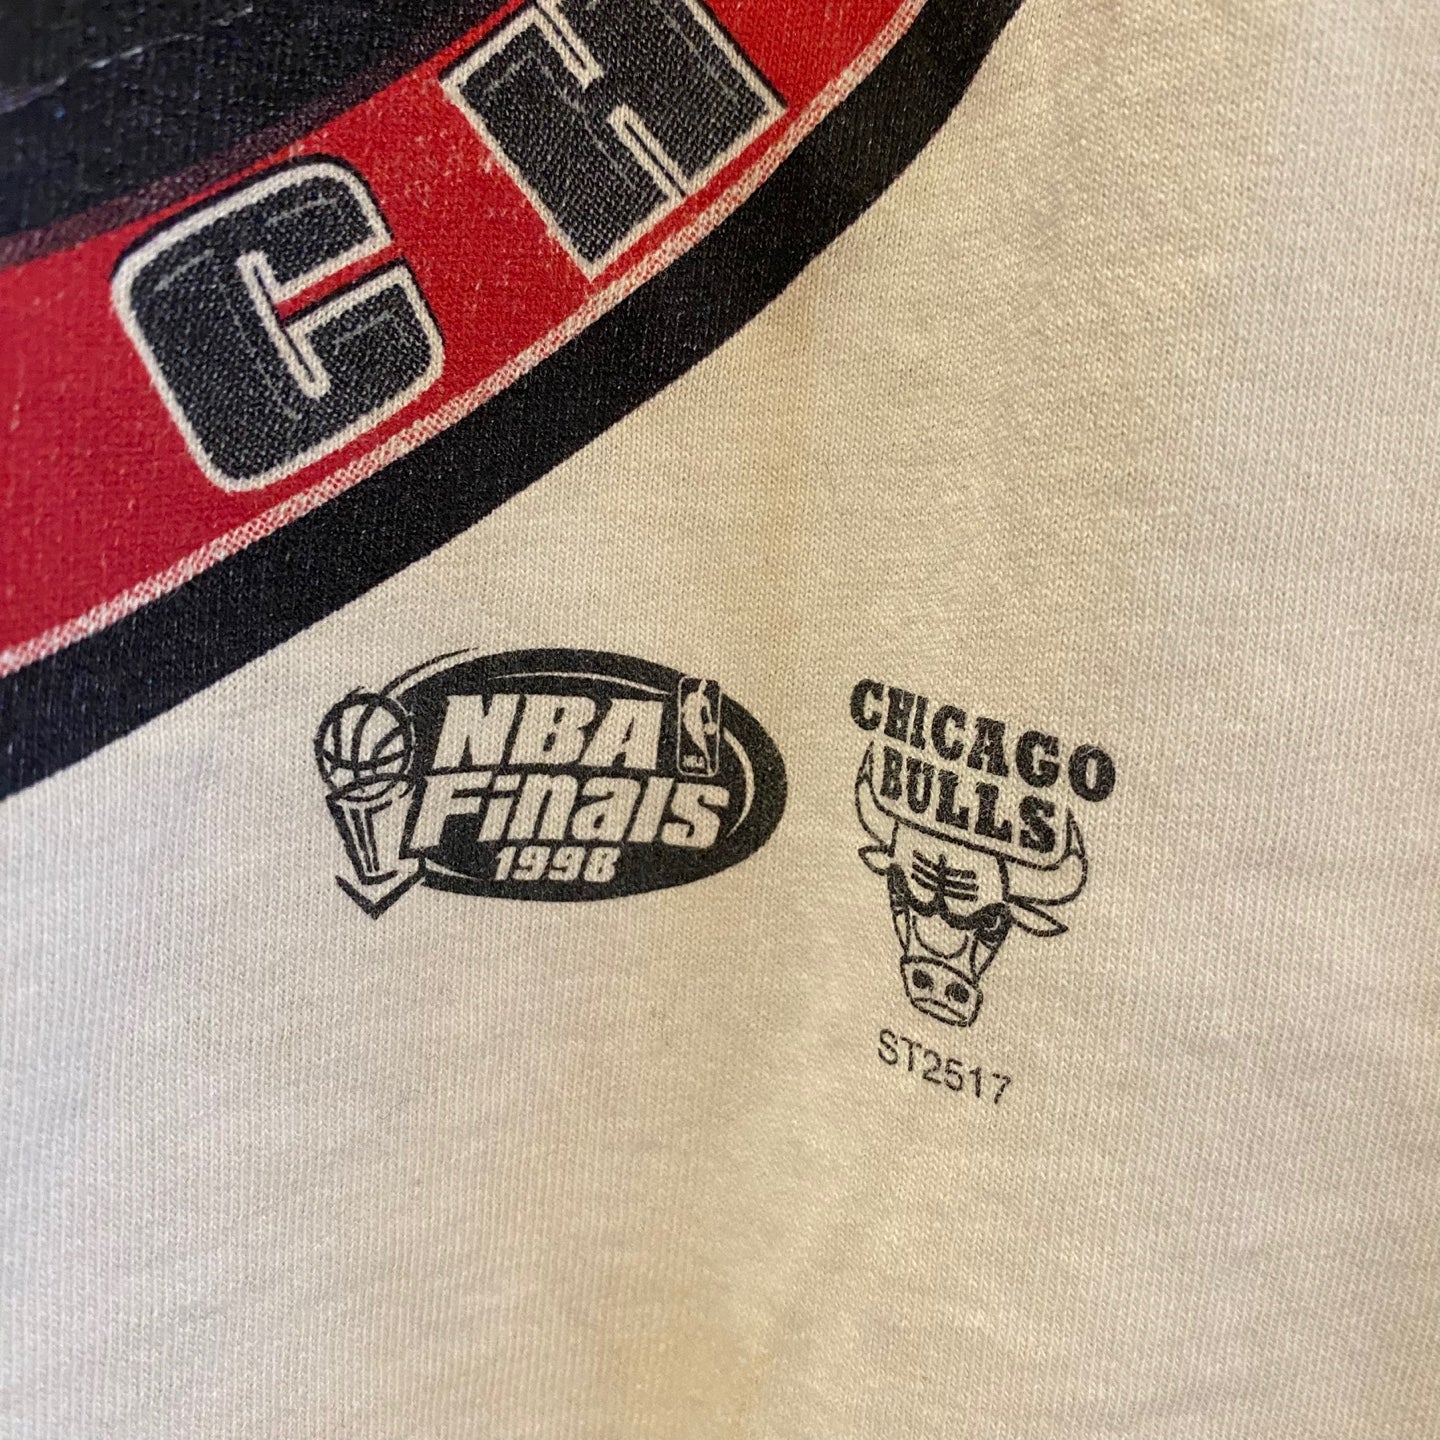 CH
NBA
Finals
1998
CHICAGO
BULLS
ST2517